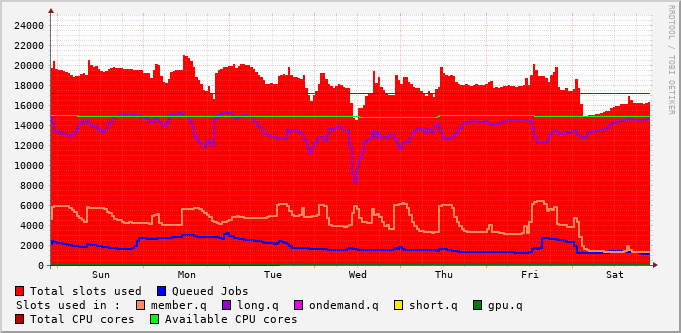 RRDTOOL / TOBI OETIKER
24000
22000
20000
18000
16000
14000
12000
10000
8000
6000
4000
2000
0
Sun Mon Tue Wed Thu Fri Sat
Total slots used Queued Jobs
Slots used in : member.q long.q ondemand.q short.q gpu.q
Total CPU cores Available CPU cores